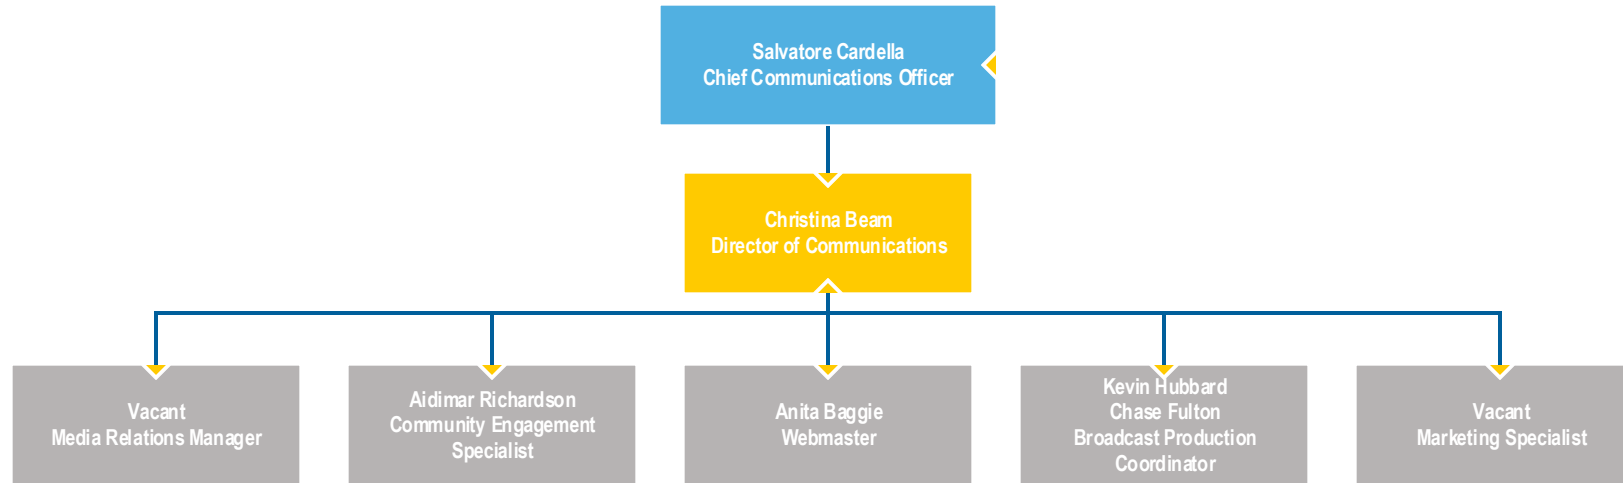 Salvatore Cardella
Chief Communications Officer
Christina Beam
Director of Communications
Vacant
Media Relations Manager
Aidimar Richardson
Community Engagement
Specialist
Anita Baggie
Webmaster
Kevin Hubbard
Chase Fulton
Broadcast Production
Coordinator
Vacant
Marketing Specialist